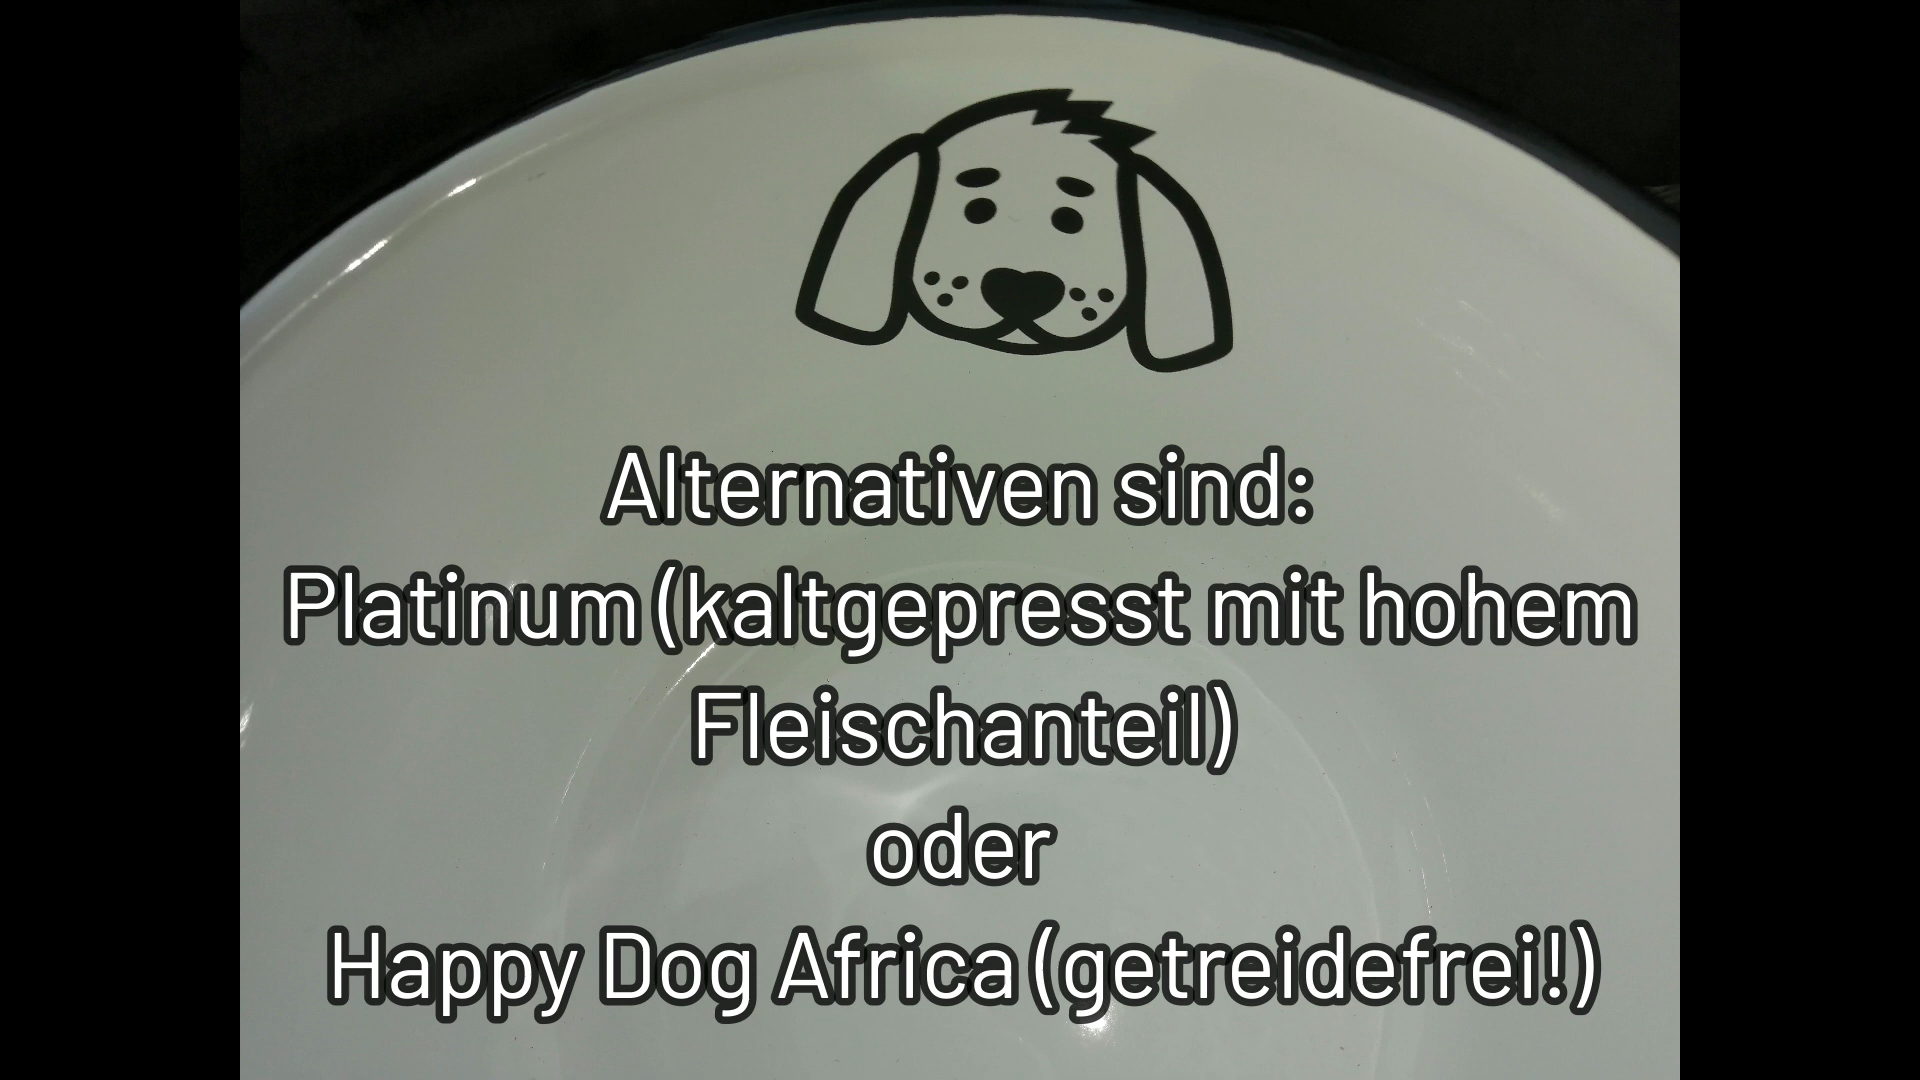 Alternativen sind:
Platinum (kaltgepresst mit hohem
Fleischanteil)
oder
Happy Dog Africa (getreidefrei!)